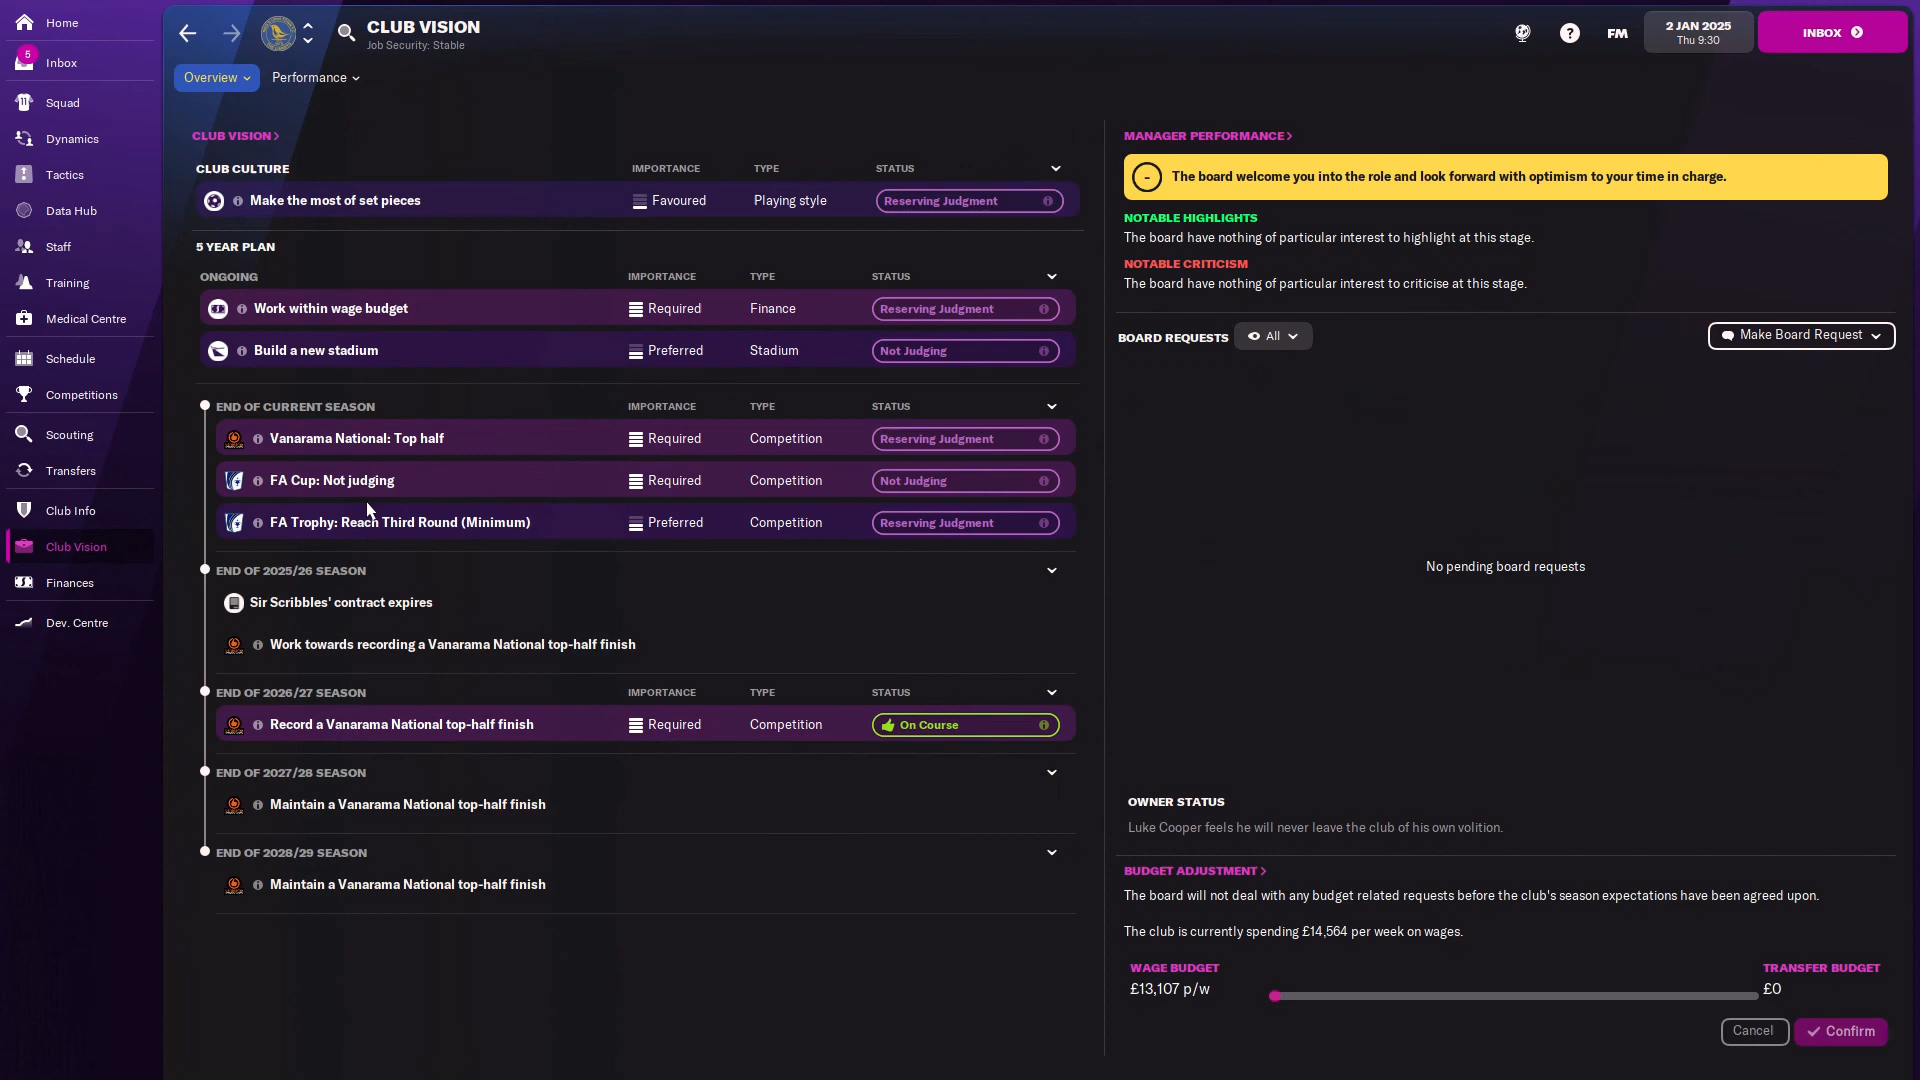 Home
5
Inbox
Squad
Dynamics
Tactics
Data Hub
Staff
Training
Medical Centre
Schedule
Competitions
Scouting
Transfers
Club Info
Club Vision
Finances
Dev. Centre
CLUB VISION
Job Security: Stable
FM
2 JAN 2025
Thu 9:30
INBOX
Overview
Performance
CLUB VISION >
CLUB CULTURE IMPORTANCE TYPE STATUS
Make the most of set pieces Favoured Playing style Reserving Judgment
5 YEAR PLAN
ONGOING IMPORTANCE TYPE STATUS
Work within wage budget Required Finance Reserving Judgment
Build a new stadium Preferred Stadium Not Judging
END OF CURRENT SEASON IMPORTANCE TYPE STATUS
Vanarama National: Top half Required Competition Reserving Judgment
FA Cup: Not judging Required Competition Not Judging
FA Trophy: Reach Third Round (Minimum) Preferred Competition Reserving Judgment
END OF 2025/26 SEASON
Sir Scribbles' contract expires
Work towards recording a Vanarama National top-half finish
END OF 2026/27 SEASON IMPORTANCE TYPE STATUS
Record a Vanarama National top-half finish Required Competition On Course
END OF 2027/28 SEASON
Maintain a Vanarama National top-half finish
END OF 2028/29 SEASON
Maintain a Vanarama National top-half finish
MANAGER PERFORMANCE >
The board welcome you into the role and look forward with optimism to your time in charge.
NOTABLE HIGHLIGHTS
The board have nothing of particular interest to highlight at this stage.
NOTABLE CRITICISM
The board have nothing of particular interest to criticise at this stage.
BOARD REQUESTS All Make Board Request
No pending board requests
OWNER STATUS
Luke Cooper feels he will never leave the club of his own volition.
BUDGET ADJUSTMENT >
The board will not deal with any budget related requests before the club's season expectations have been agreed upon.
The club is currently spending £14,564 per week on wages.
WAGE BUDGET TRANSFER BUDGET
£13,107 p/w £0
Cancel Confirm